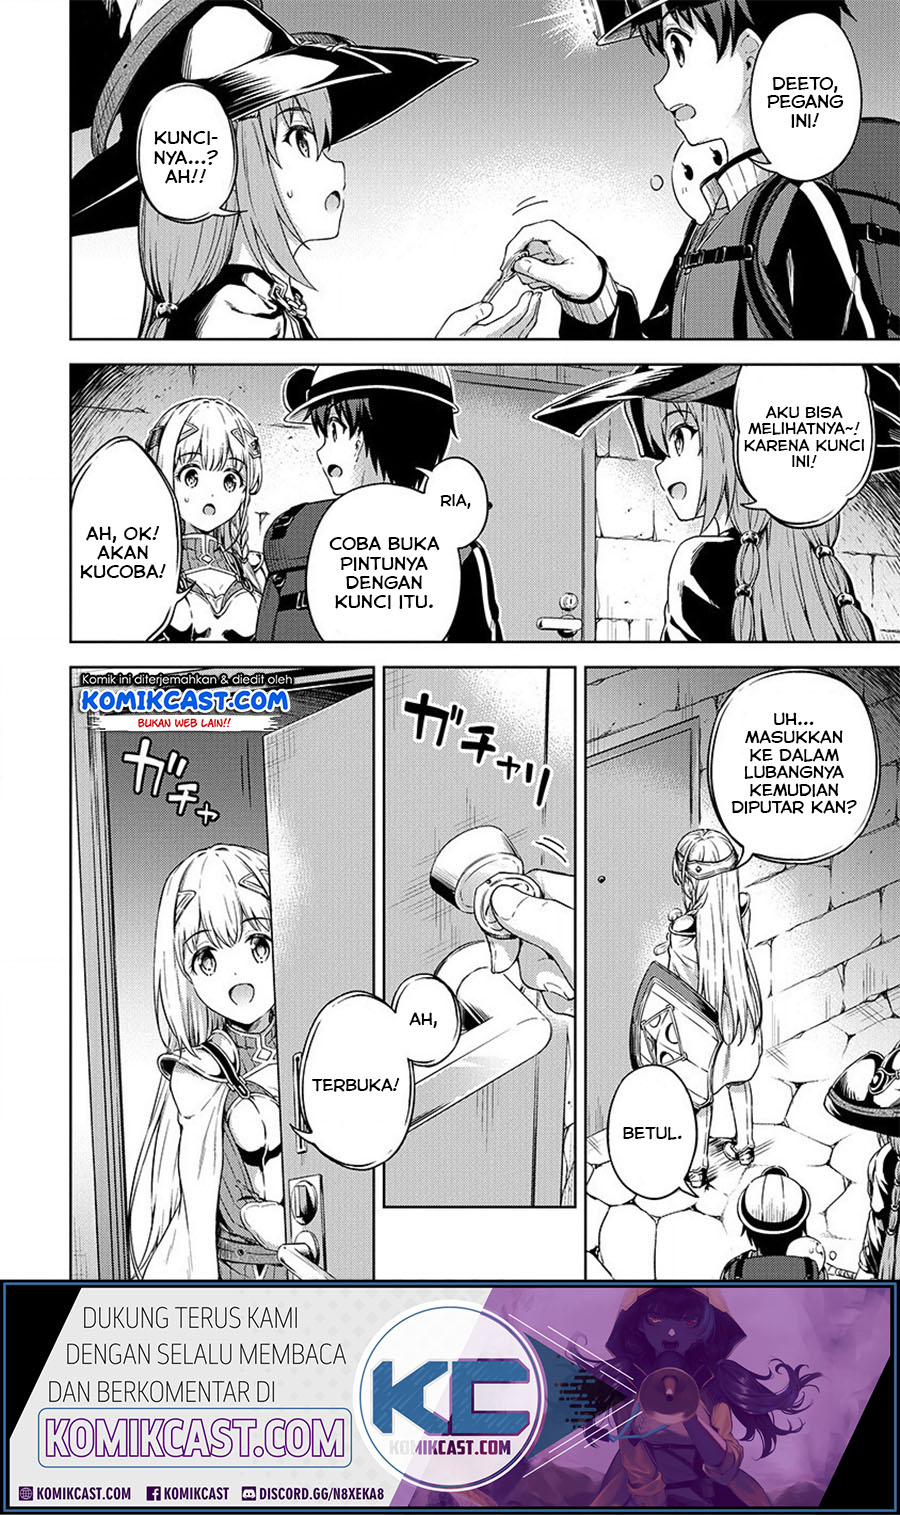 DEETO,
PEGANG
INI!
KUNCI-
NYA...?
AH!!
AKU BISA
MELIHATNYA~!
KARENA KUNCI
INI!
RIA,
COBA BUKA
PINTUNYA
DENGAN
KUNCI ITU.
AH, OK!
AKAN
KUCOBA!
UH...
MASUKKAN
KE DALAM
LUBANGNYA
KEMUDIAN
DIPUTAR KAN?
BETUL.
ガチャリ
AH,
TERBUKA!
Komik ini diterjemahkan & diedit oleh
KOMIKCAST.COM
BUKAN WEB LAIN!!
ガチャ
DUKUNG TERUS KAMI
DENGAN SELALU MEMBACA
DAN BERKOMENTAR DI
KOMIKCAST.COM
KOMIKCAST.COM
KOMIKCAST
DISCORD.GG/N8XEKA8
KC
KOMIKCAST.COM